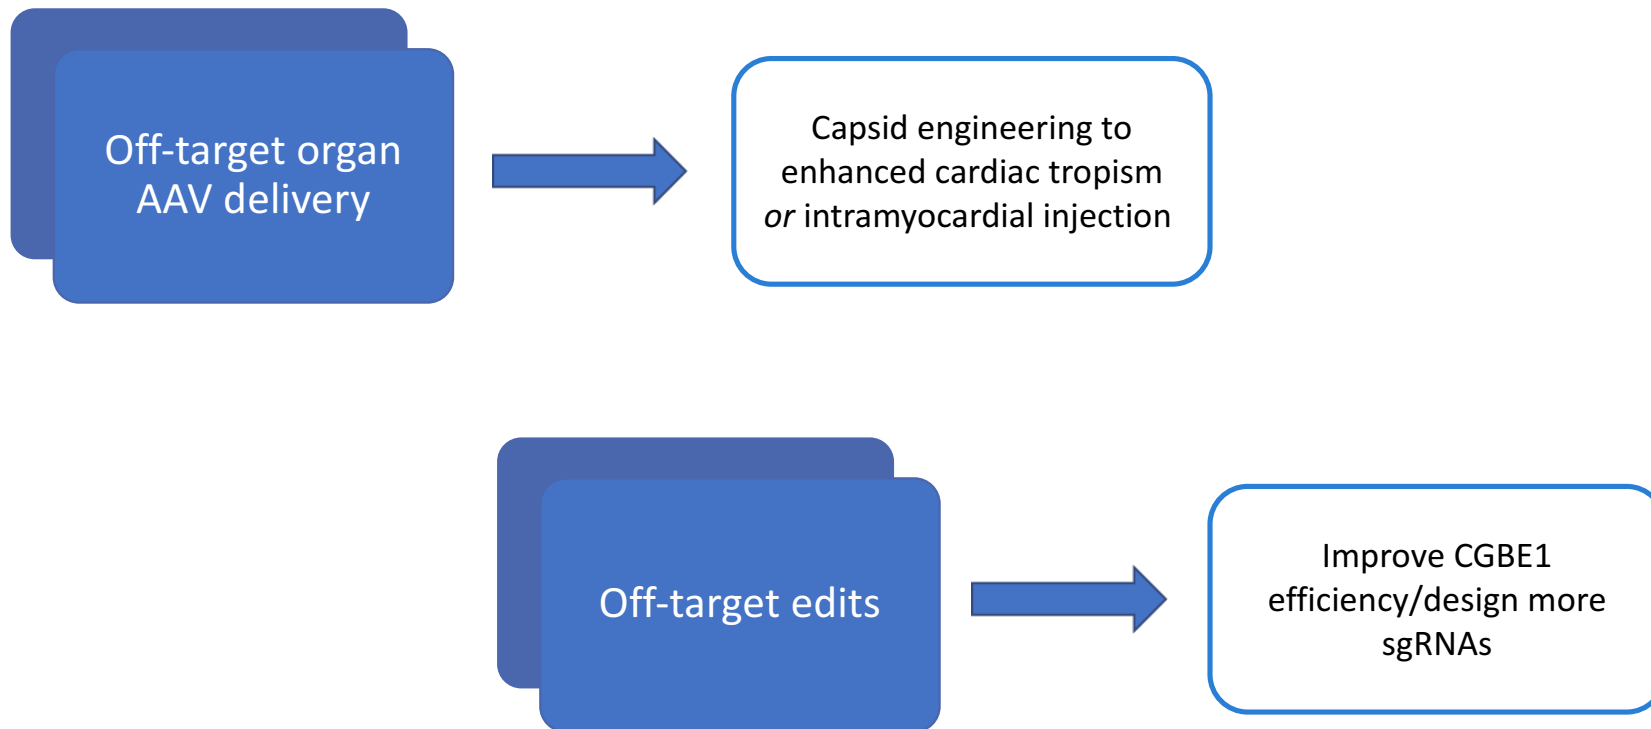 Off-target organ
AAV delivery
Capsid engineering to
enhanced cardiac tropism
or intramyocardial injection
Off-target edits
Improve CGBE1
efficiency/design more
sgRNAs